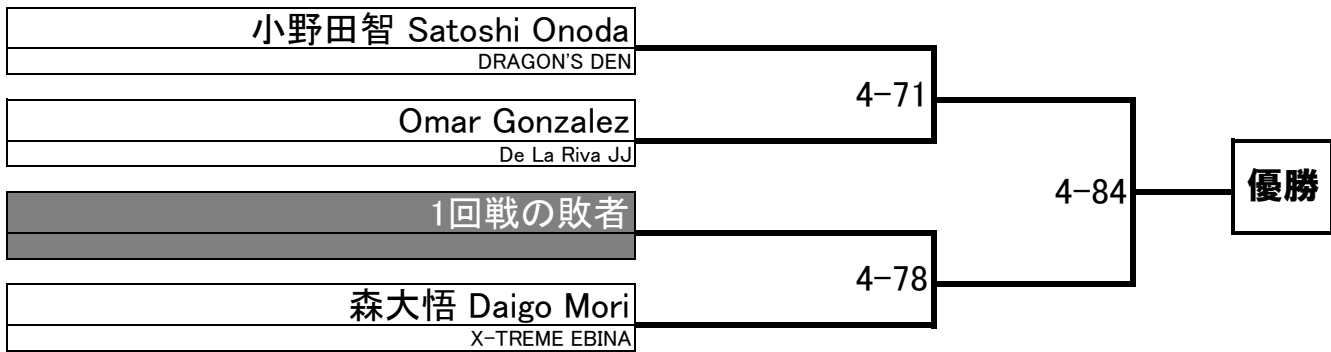 小野田智 Satoshi Onoda
DRAGON'S DEN
4-71
Omar Gonzalez
De La Riva JJ
4-84
優勝
1回戦の敗者
4-78
森大悟 Daigo Mori
X-TREME EBINA